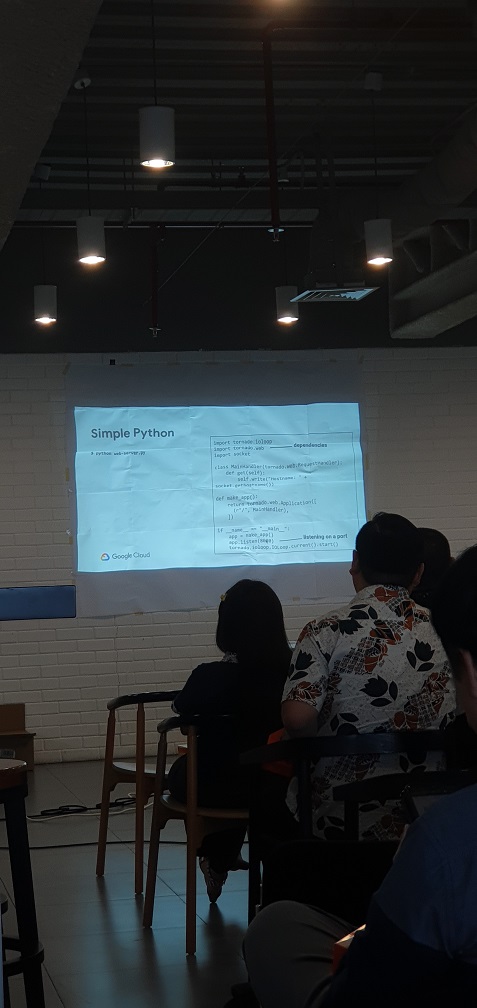 Simple Python
# python web-server.py
import tornado.ioloop
import tornado.web
dependencies
import socket
class MainHandler(tornado.web.RequestHandler):
def get(self):
self.write("hostname: " +
socket.gethostname())
def make_app():
return tornado.web.Application([
(r"/", MainHandler),
])
if __name__ == "__main__":
app = make_app()
app.listen(
listening on a port
tornado.ioloop.IOLoop.current().start()
Google Cloud